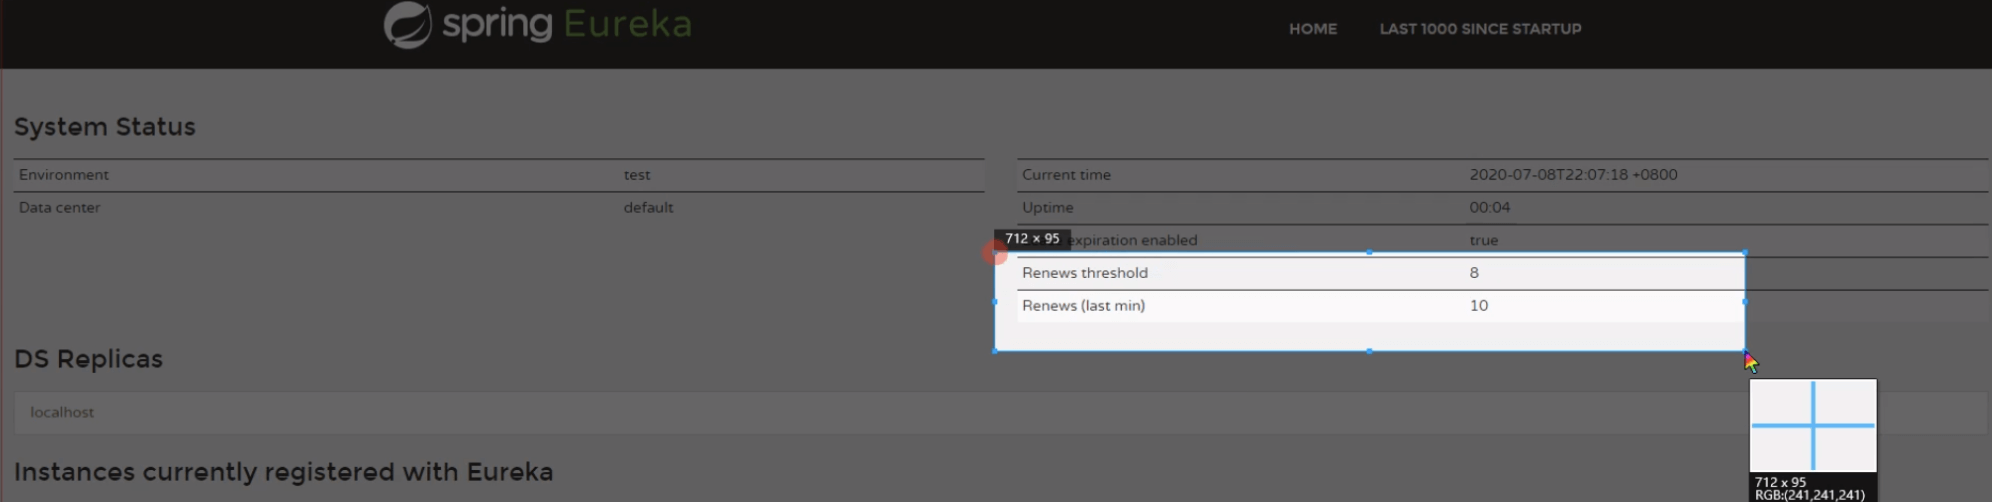 spring Eureka
HOME LAST 1000 SINCE STARTUP
System Status
Environment test
Data center default
Current time 2020-07-08T22:07:18 +0800
Uptime 00:04
712 × 95
expiration enabled true
Renews threshold 8
Renews (last min) 10
DS Replicas
localhost
Instances currently registered with Eureka
712 x 95
RGB:(241,241,241)